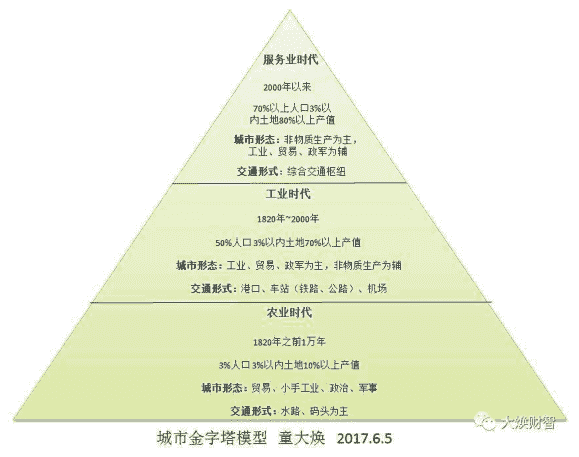 服务业时代
2000年以来
70%以上人口3%以
内土地80%以上产值
城市形态：非物质生产为主，
工业、贸易、政军为辅
交通形式：综合交通枢纽
工业时代
1820年~2000年
50%人口3%以内土地70%以上产值
城市形态：工业、贸易、政军为主，非物质生产为辅
交通形式：港口、车站（铁路、公路）、机场
农业时代
1820年之前1万年
3%人口3%以内土地10%以上产值
城市形态：贸易、小手工业、政治、军事
交通形式：水路、码头为主
大焕财智
城市金字塔模型 童大焕 2017.6.5